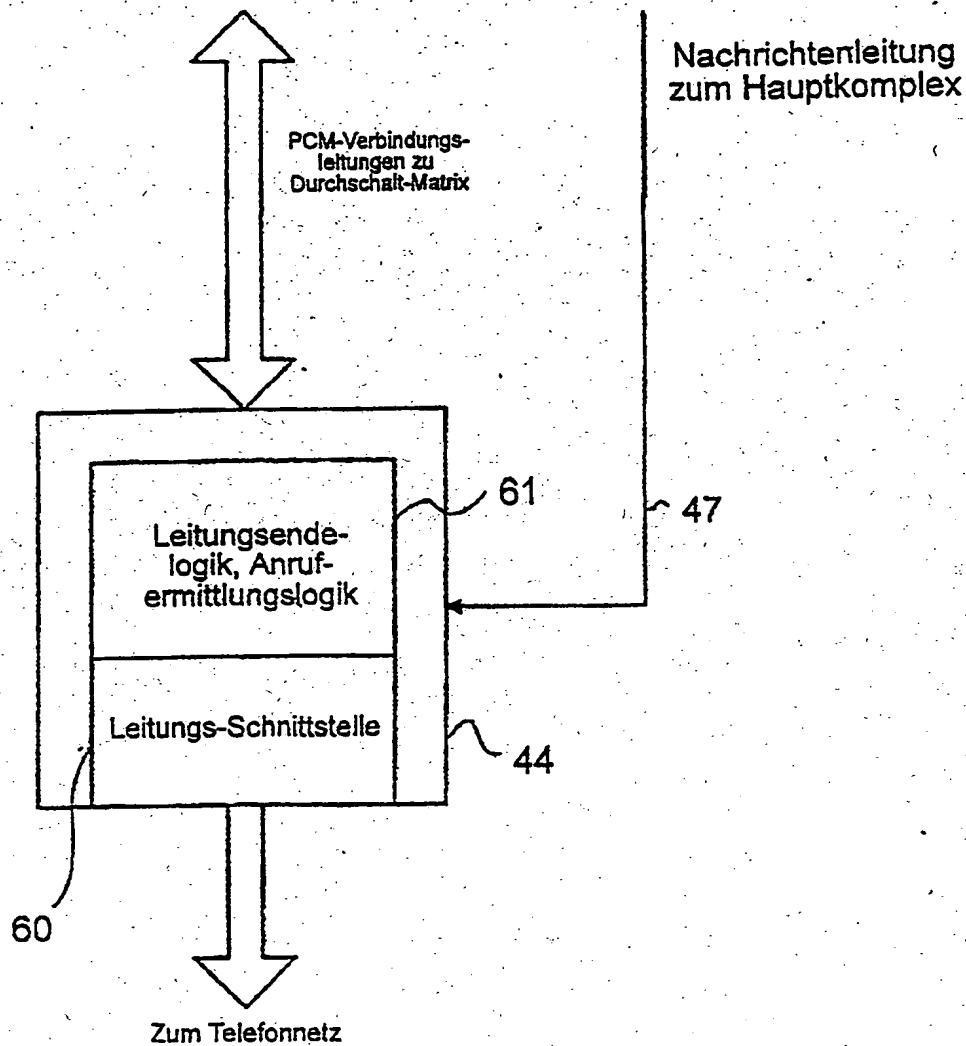 Nachrichtenleitung
zum Hauptkomplex
PCM-Verbindungs-
leitungen zu
Durchschalt-Matrix
61
47
Leitungsende-
logik, Anruf-
ermittlungslogik
Leitungs-Schnittstelle
44
60
Zum Telefonnetz